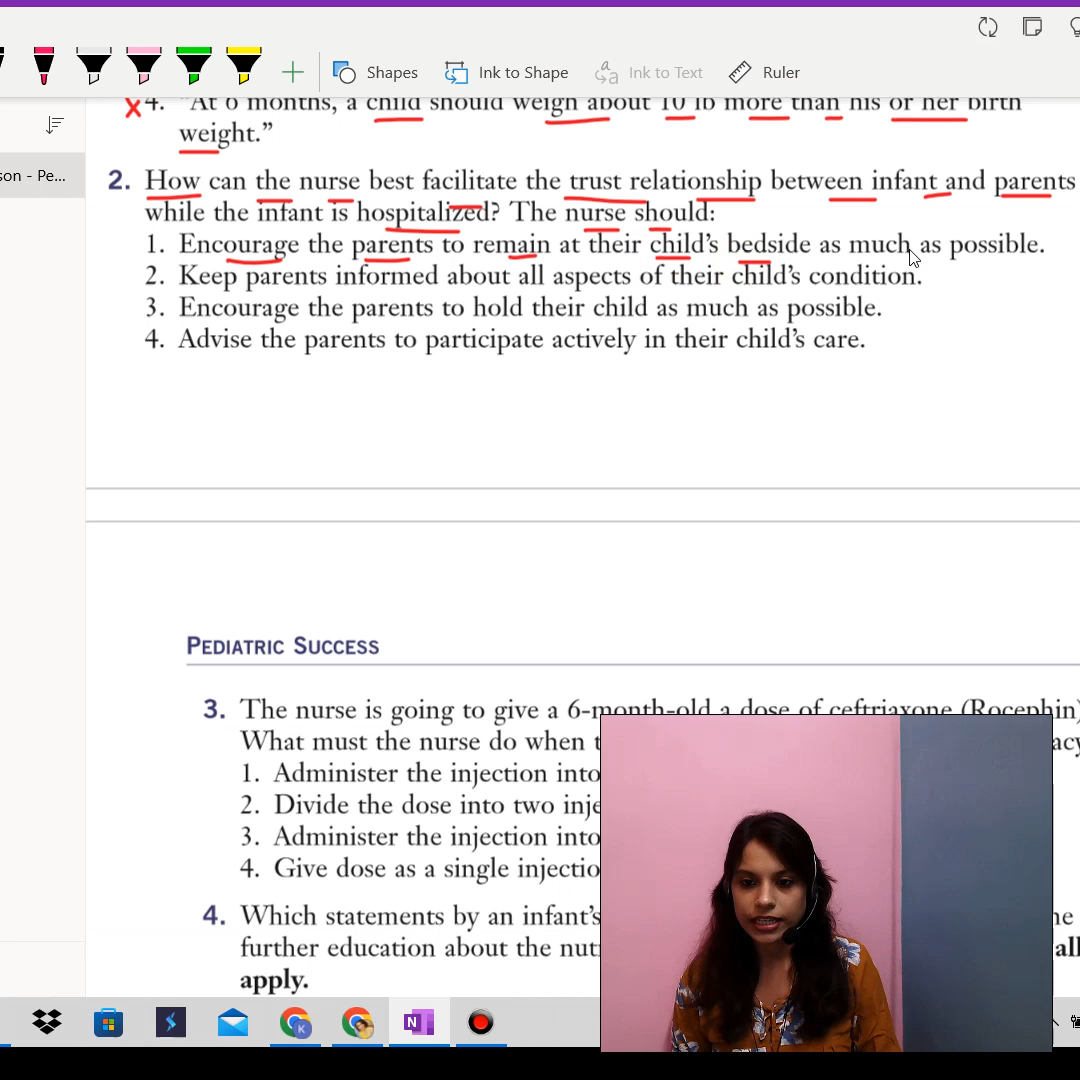 Shapes
Ink to Shape
Ink to Text
Ruler
son - Pe...
4. "At 6 months, a child should weigh about 10 lb more than his or her birth
weight."
2. How can the nurse best facilitate the trust relationship between infant and parents
while the infant is hospitalized? The nurse should:
1. Encourage the parents to remain at their child's bedside as much as possible.
2. Keep parents informed about all aspects of their child's condition.
3. Encourage the parents to hold their child as much as possible.
4. Advise the parents to participate actively in their child's care.
PEDIATRIC SUCCESS
3. The nurse is going to give a 6-month-old a dose of ceftriaxone (Rocephin)
What must the nurse do when
1. Administer the injection into
2. Divide the dose into two inje
3. Administer the injection into
4. Give dose as a single injectio
4. Which statements by an infant's
further education about the nut all
apply.
K
N